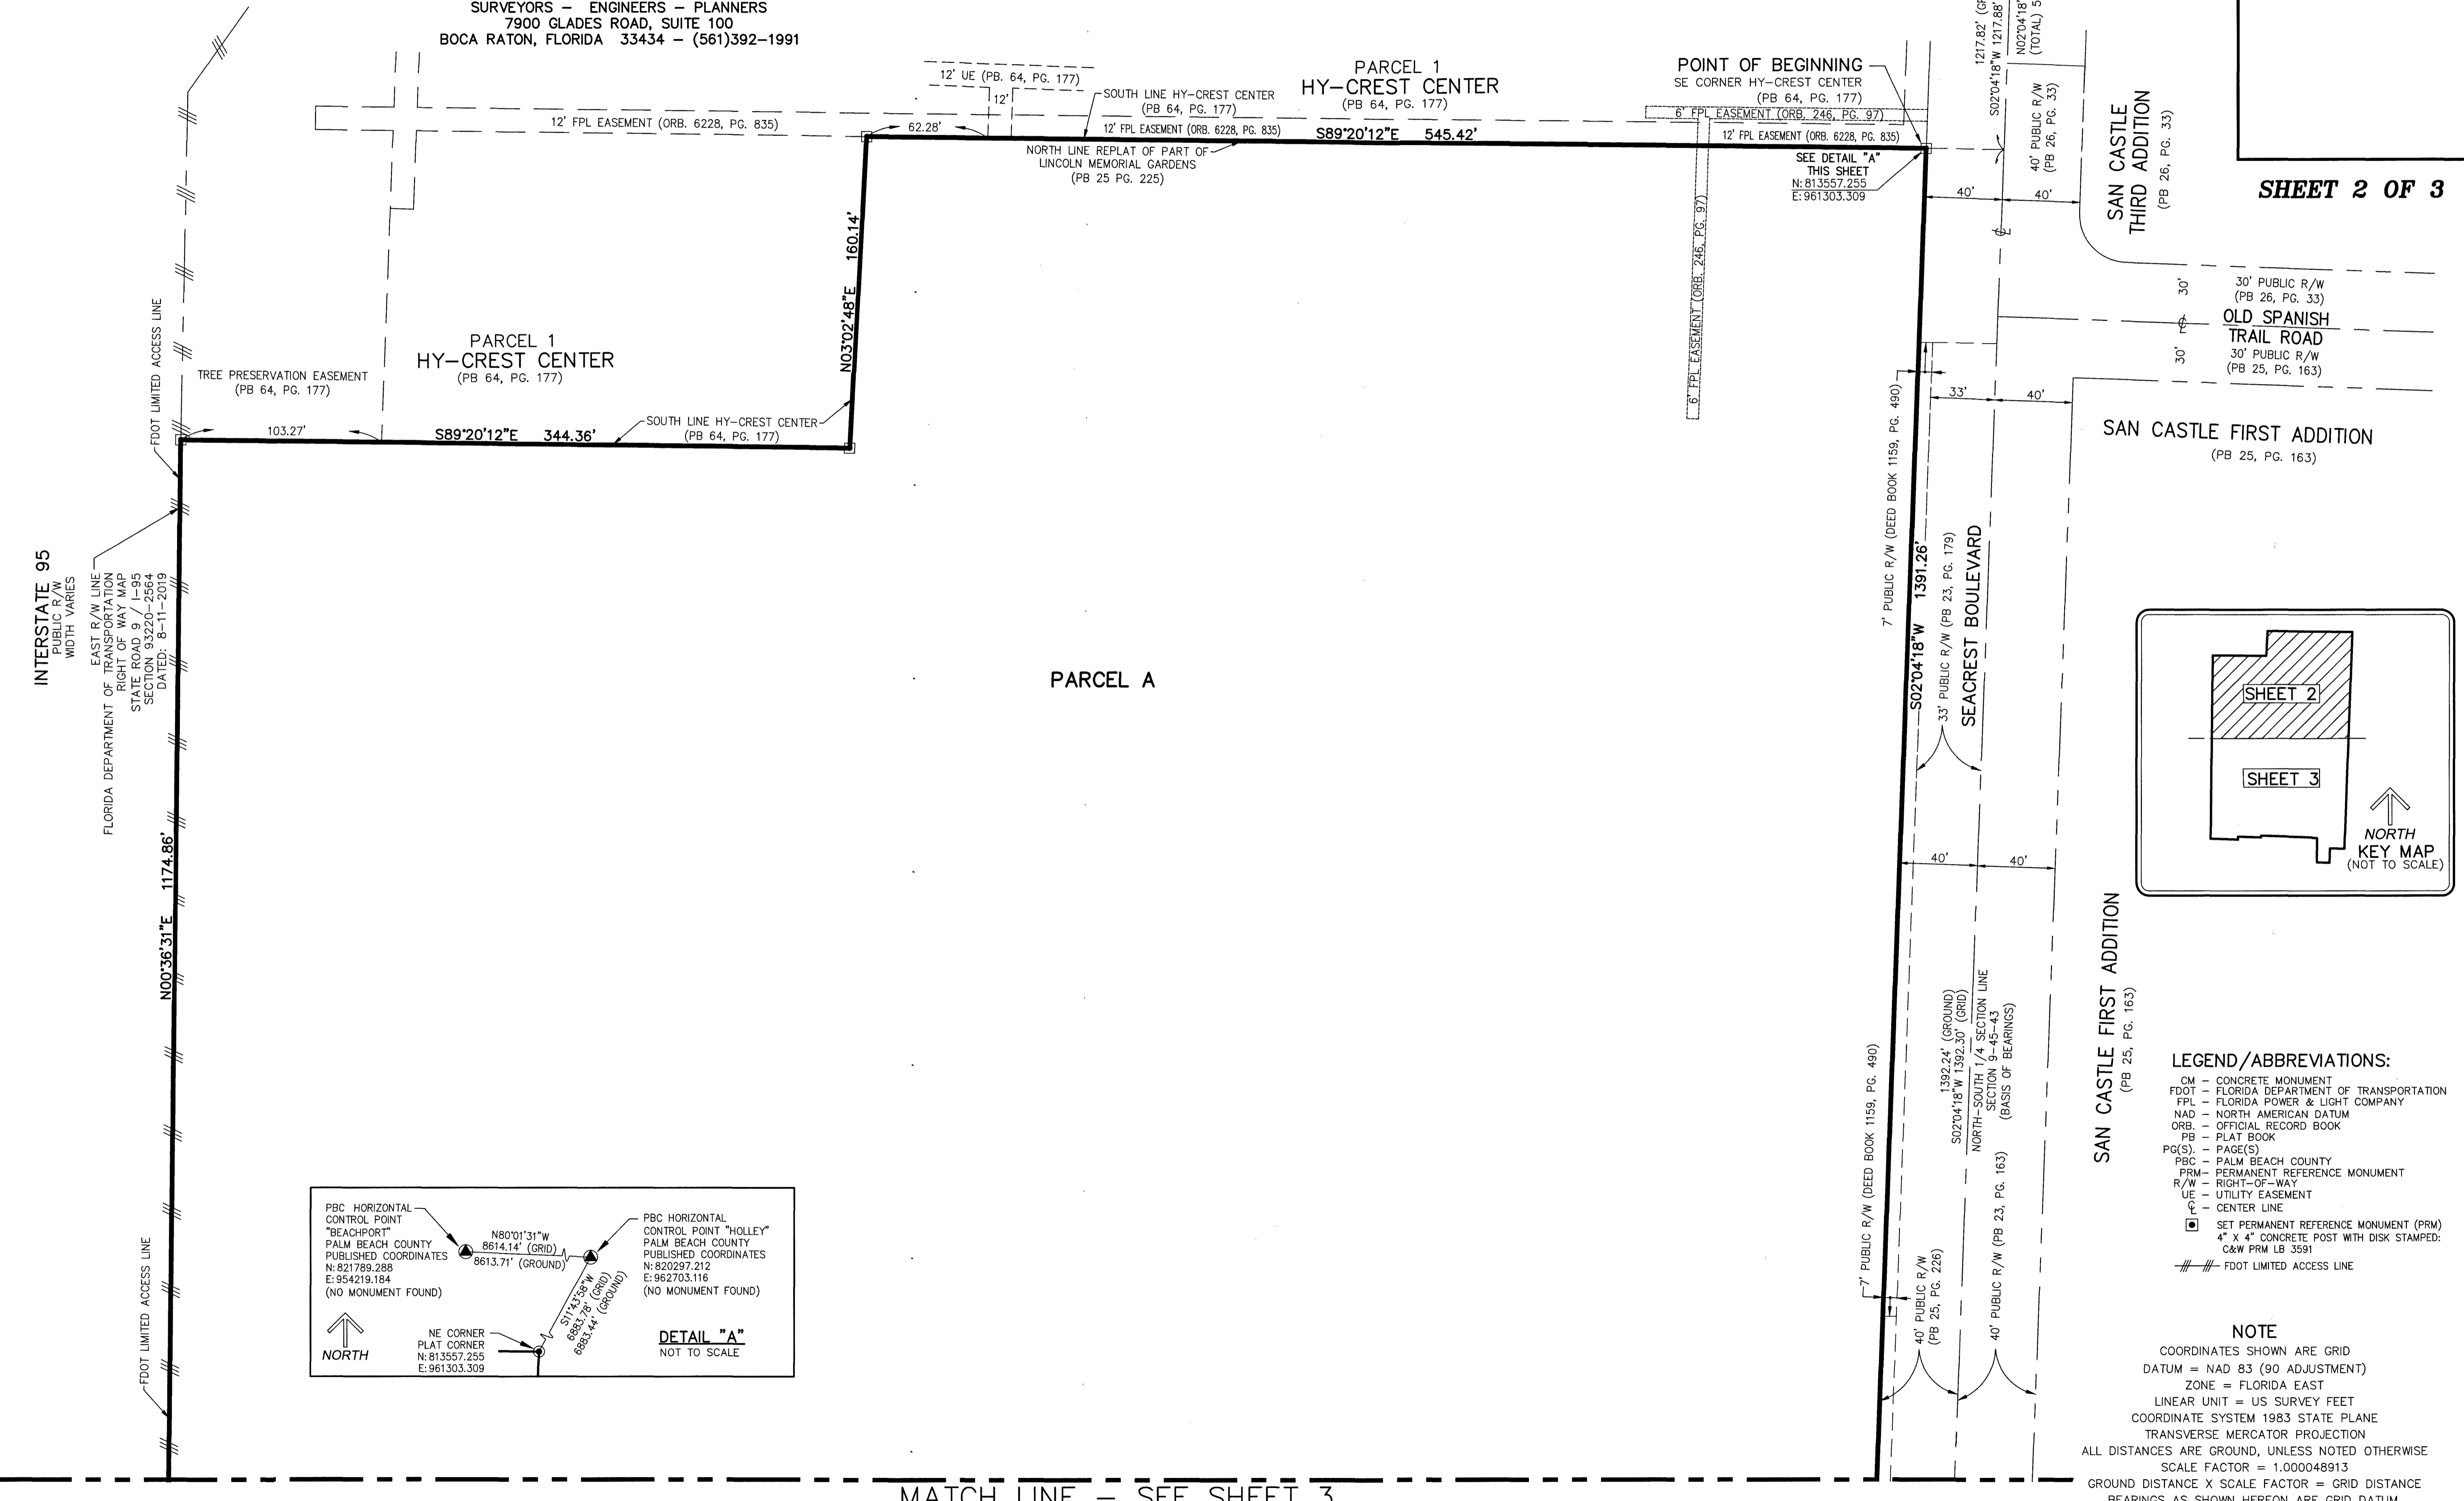 SURVEYORS – ENGINEERS – PLANNERS
7900 GLADES ROAD, SUITE 100
BOCA RATON, FLORIDA 33434 – (561)392–1991
12' UE (PB. 64, PG. 177)
12'
12' FPL EASEMENT (ORB. 6228, PG. 835)
62.28'
SOUTH LINE HY–CREST CENTER
(PB 64, PG. 177)
12' FPL EASEMENT (ORB. 6228, PG. 835)
PARCEL 1
HY–CREST CENTER
(PB 64, PG. 177)
S89°20'12"E 545.42'
NORTH LINE REPLAT OF PART OF
LINCOLN MEMORIAL GARDENS
(PB 25 PG. 225)
POINT OF BEGINNING
SE CORNER HY–CREST CENTER
(PB 64, PG. 177)
6' FPL EASEMENT (ORB. 246, PG. 97)
12' FPL EASEMENT (ORB. 6228, PG. 835)
SEE DETAIL "A"
THIS SHEET
N: 813557.255
E: 961303.309
6' FPL EASEMENT (ORB. 246, PG. 97)
1217.82'
S02°04'18"W 1217.88'
N02°04'18"
(TOTAL)
40' PUBLIC R/W
(PB 26, PG. 33)
40'
40'
SAN CASTLE
THIRD ADDITION
(PB 26, PG. 33)
SHEET 2 OF 3
30'
30' PUBLIC R/W
(PB 26, PG. 33)
℄
OLD SPANISH
TRAIL ROAD
30'
30' PUBLIC R/W
(PB 25, PG. 163)
33'
40'
SAN CASTLE FIRST ADDITION
(PB 25, PG. 163)
N03°02'48"E 160.14'
PARCEL 1
HY–CREST CENTER
(PB 64, PG. 177)
TREE PRESERVATION EASEMENT
(PB 64, PG. 177)
FDOT LIMITED ACCESS LINE
103.27'
S89°20'12"E 344.36'
SOUTH LINE HY–CREST CENTER
(PB 64, PG. 177)
INTERSTATE 95
PUBLIC R/W
WIDTH VARIES
EAST R/W LINE
FLORIDA DEPARTMENT OF TRANSPORTATION
RIGHT OF WAY MAP
STATE ROAD 9 / I–95
SECTION 93220–2564
DATED: 8–11–2019
N00°36'31"E 1174.86'
PARCEL A
7' PUBLIC R/W (DEED BOOK 1159, PG. 490)
S02°04'18"W 1391.26'
33' PUBLIC R/W (PB 23, PG. 179)
SEACREST BOULEVARD
40'
40'
SHEET 2
SHEET 3
NORTH
KEY MAP
(NOT TO SCALE)
1392.24' (GROUND)
S02°04'18"W 1392.30' (GRID)
NORTH–SOUTH 1/4 SECTION LINE
SECTION 9–45–43
(BASIS OF BEARINGS)
SAN CASTLE FIRST ADDITION
(PB 25, PG. 163)
7' PUBLIC R/W (DEED BOOK 1159, PG. 490)
40' PUBLIC R/W
(PB 25, PG. 226)
40' PUBLIC R/W (PB 23, PG. 163)
FDOT LIMITED ACCESS LINE
PBC HORIZONTAL
CONTROL POINT
"BEACHPORT"
PALM BEACH COUNTY
PUBLISHED COORDINATES
N: 821789.288
E: 954219.184
(NO MONUMENT FOUND)
N80°01'31"W
8614.14' (GRID)
8613.71' (GROUND)
PBC HORIZONTAL
CONTROL POINT "HOLLEY"
PALM BEACH COUNTY
PUBLISHED COORDINATES
N: 820297.212
E: 962703.116
(NO MONUMENT FOUND)
S11°43'58"W
6883.78' (GRID)
6883.44' (GROUND)
NORTH
NE CORNER
PLAT CORNER
N: 813557.255
E: 961303.309
DETAIL "A"
NOT TO SCALE
LEGEND/ABBREVIATIONS:
CM – CONCRETE MONUMENT
FDOT – FLORIDA DEPARTMENT OF TRANSPORTATION
FPL – FLORIDA POWER & LIGHT COMPANY
NAD – NORTH AMERICAN DATUM
ORB. – OFFICIAL RECORD BOOK
PB – PLAT BOOK
PG(S). – PAGE(S)
PBC – PALM BEACH COUNTY
PRM– PERMANENT REFERENCE MONUMENT
R/W – RIGHT–OF–WAY
UE – UTILITY EASEMENT
℄ – CENTER LINE
SET PERMANENT REFERENCE MONUMENT (PRM)
4" X 4" CONCRETE POST WITH DISK STAMPED:
C&W PRM LB 3591
FDOT LIMITED ACCESS LINE
NOTE
COORDINATES SHOWN ARE GRID
DATUM = NAD 83 (90 ADJUSTMENT)
ZONE = FLORIDA EAST
LINEAR UNIT = US SURVEY FEET
COORDINATE SYSTEM 1983 STATE PLANE
TRANSVERSE MERCATOR PROJECTION
ALL DISTANCES ARE GROUND, UNLESS NOTED OTHERWISE
SCALE FACTOR = 1.000048913
GROUND DISTANCE X SCALE FACTOR = GRID DISTANCE
BEARINGS AS SHOWN HEREON ARE GRID DATUM
MATCH LINE – SEE SHEET 3